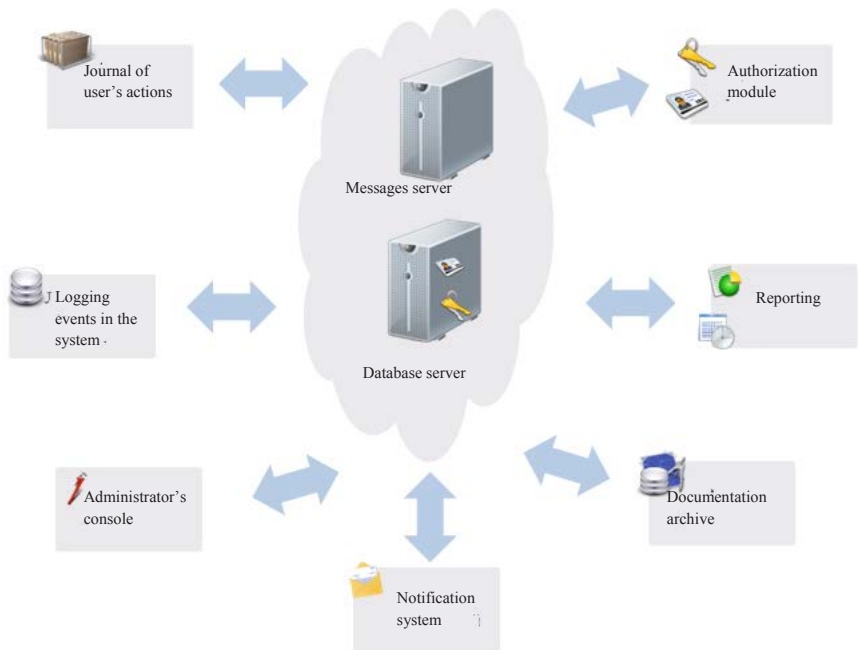 Journal of
user's actions
Authorization
module
Messages server
Logging
events in the
system
Reporting
Database server
Administrator's
console
Documentation
archive
Notification
system